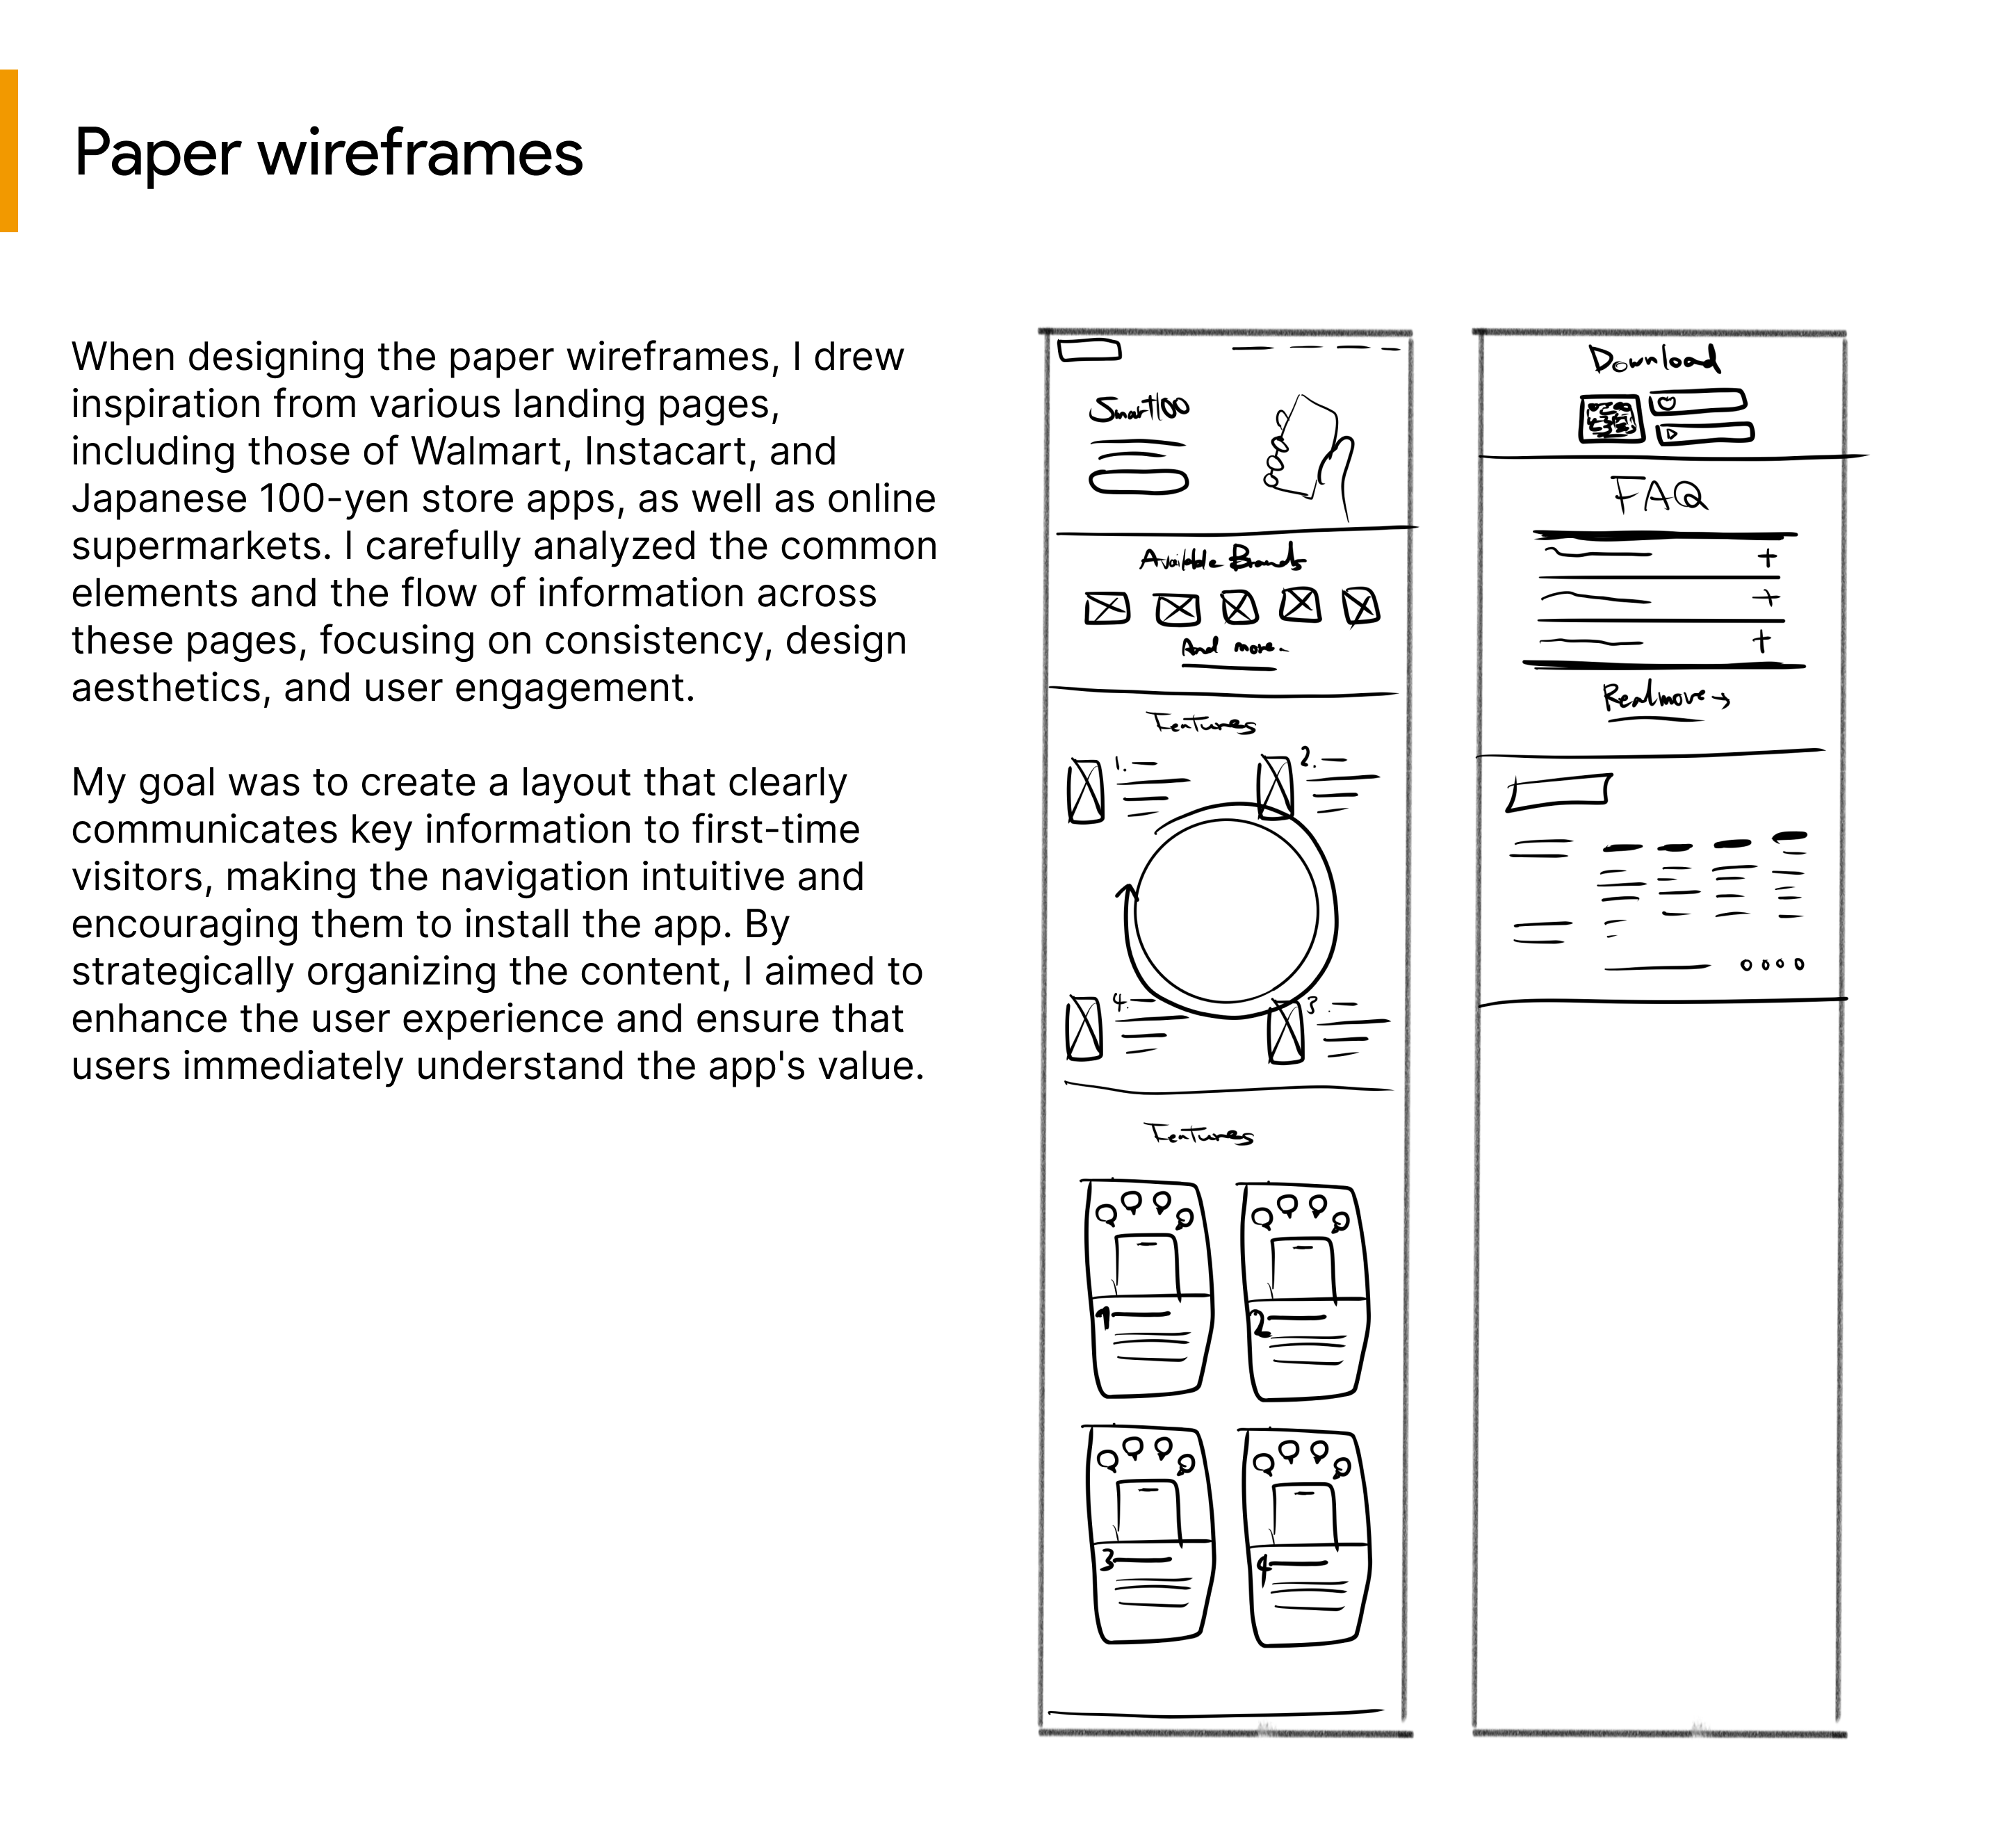 Paper wireframes
When designing the paper wireframes, I drew
inspiration from various landing pages,
including those of Walmart, Instacart, and
Japanese 100-yen store apps, as well as online
supermarkets. I carefully analyzed the common
elements and the flow of information across
these pages, focusing on consistency, design
aesthetics, and user engagement.
My goal was to create a layout that clearly
communicates key information to first-time
visitors, making the navigation intuitive and
encouraging them to install the app. By
strategically organizing the content, I aimed to
enhance the user experience and ensure that
users immediately understand the app's value.
Smart100
Available Brands
And more
Features
1.
2.
4.
3.
Features
1
2
3
4
Download
FAQ
+
+
+
Read more →